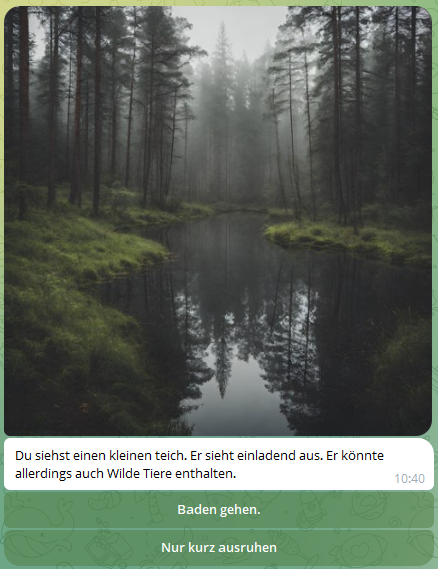 Du siehst einen kleinen teich. Er sieht einladend aus. Er könnte
allerdings auch Wilde Tiere enthalten.
10:40
Baden gehen.
Nur kurz ausruhen